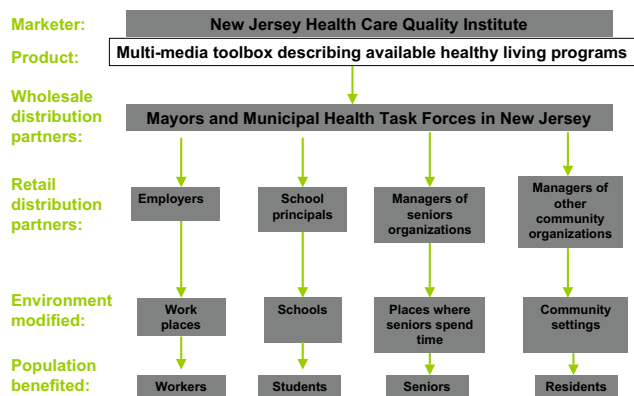 Marketer: New Jersey Health Care Quality Institute
Product: Multi-media toolbox describing available healthy living programs
Wholesale
distribution
partners:
Mayors and Municipal Health Task Forces in New Jersey
Retail
distribution
partners:
Employers
School
principals
Managers of
seniors
organizations
Managers of
other
community
organizations
Environment
modified:
Work
places
Schools
Places where
seniors spend
time
Community
settings
Population
benefited:
Workers
Students
Seniors
Residents